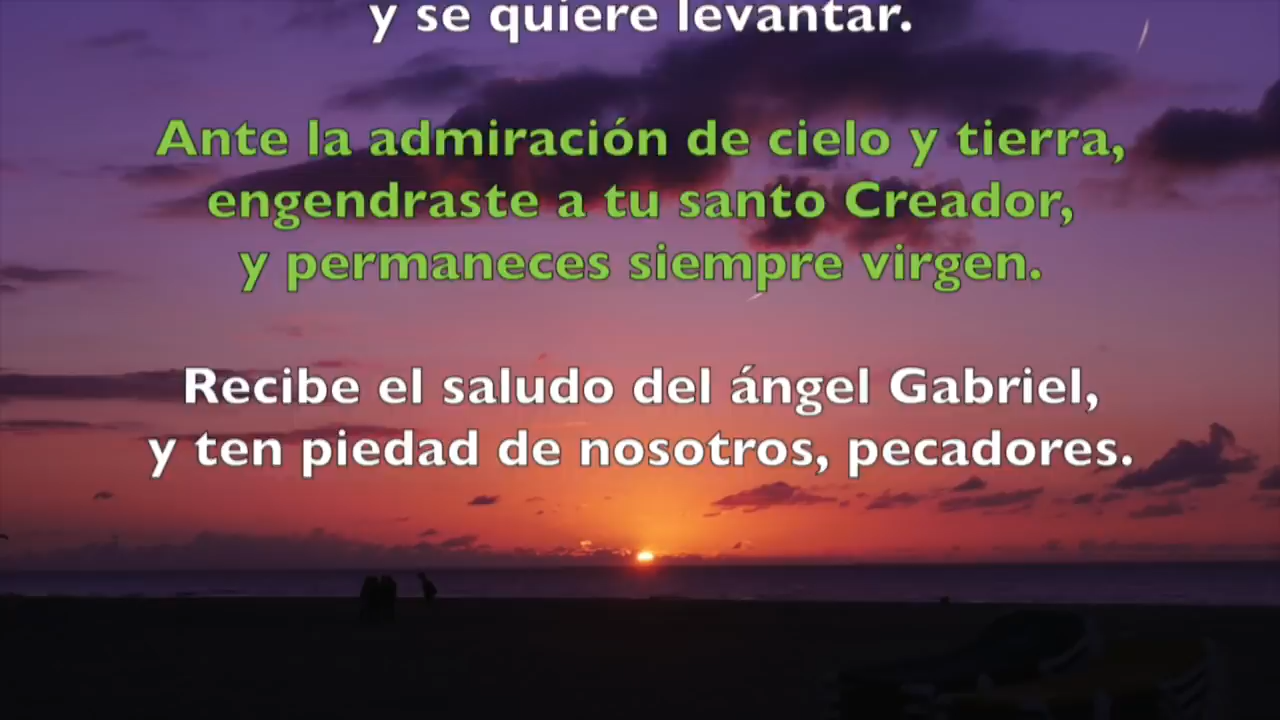 y se quiere levantar.
Ante la admiración de cielo y tierra,
engendraste a tu santo Creador,
y permaneces siempre virgen.
Recibe el saludo del ángel Gabriel,
y ten piedad de nosotros, pecadores.